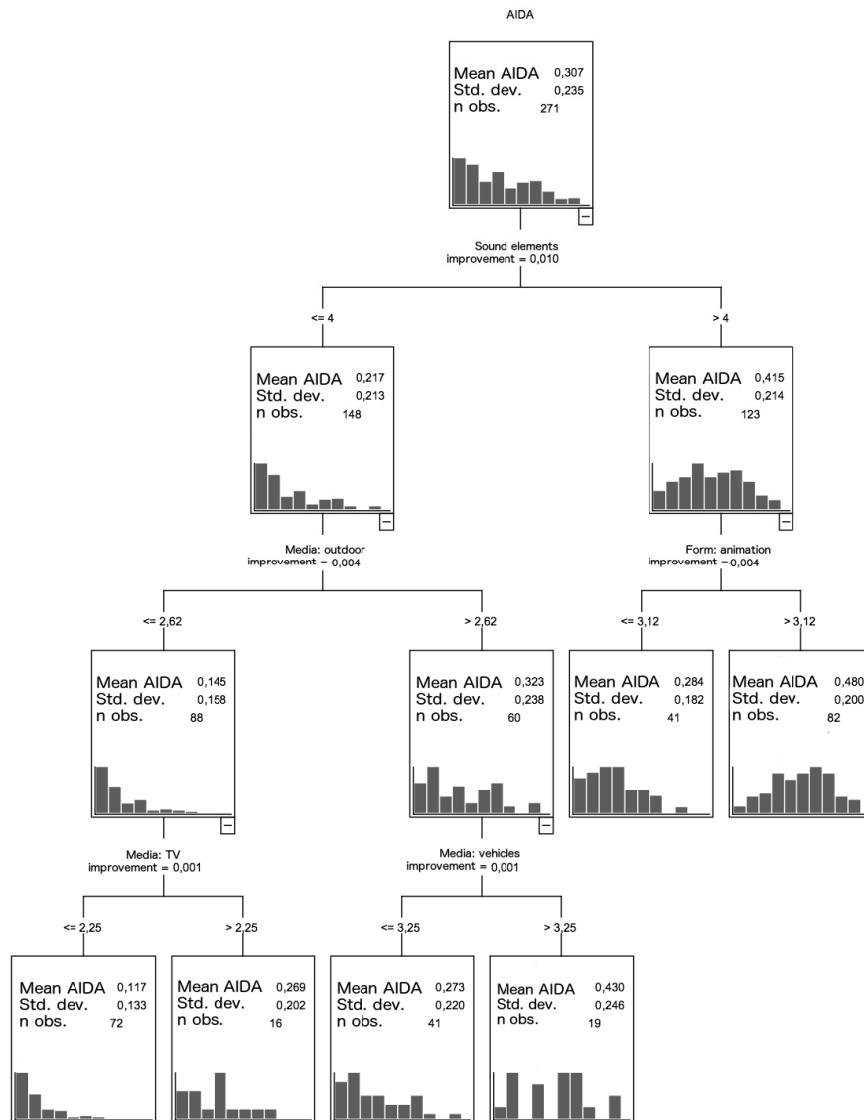 AIDA
Mean AIDA 0,307
Std. dev. 0,235
n obs. 271
Sound elements
improvement = 0,010
<= 4
> 4
Mean AIDA 0,217
Std. dev. 0,213
n obs. 148
Mean AIDA 0,415
Std. dev. 0,214
n obs. 123
Media: outdoor
improvement = 0,004
Form: animation
improvement = 0,004
<= 2,62
> 2,62
<= 3,12
> 3,12
Mean AIDA 0,145
Std. dev. 0,158
n obs. 88
Mean AIDA 0,323
Std. dev. 0,238
n obs. 60
Mean AIDA 0,284
Std. dev. 0,182
n obs. 41
Mean AIDA 0,480
Std. dev. 0,200
n obs. 82
Media: TV
improvement = 0,001
Media: vehicles
improvement = 0,001
<= 2,25
> 2,25
<= 3,25
> 3,25
Mean AIDA 0,117
Std. dev. 0,133
n obs. 72
Mean AIDA 0,269
Std. dev. 0,202
n obs. 16
Mean AIDA 0,273
Std. dev. 0,220
n obs. 41
Mean AIDA 0,430
Std. dev. 0,246
n obs. 19